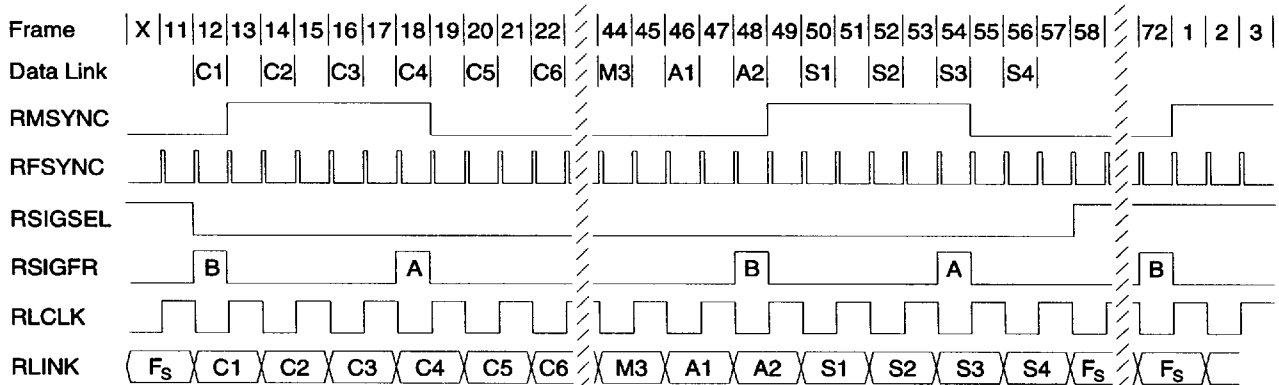 Frame X 11 12 13 14 15 16 17 18 19 20 21 22 44 45 46 47 48 49 50 51 52 53 54 55 56 57 58 72 1 2 3
Data Link C1 C2 C3 C4 C5 C6 M3 A1 A2 S1 S2 S3 S4
RMSYNC
RFSYNC
RSIGSEL
RSIGFR B A B A B
RLCLK
RLINK FS C1 C2 C3 C4 C5 C6 M3 A1 A2 S1 S2 S3 S4 FS FS